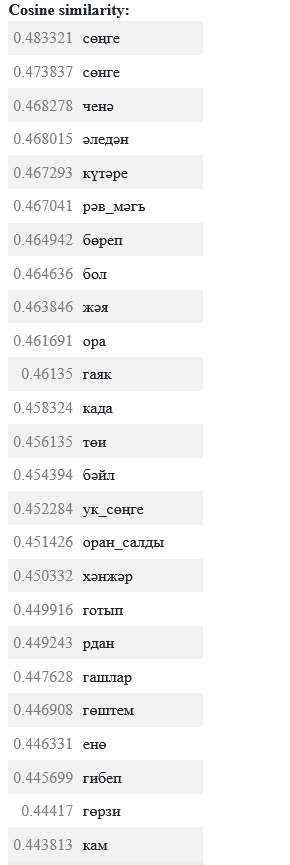 Cosine similarity:
0.483321 сөңге
0.473837 сөнге
0.468278 ченә
0.468015 әледән
0.467293 күтәре
0.467041 рәв_мәгъ
0.464942 бөреп
0.464636 бол
0.463846 жәя
0.461691 ора
0.46135 гаяк
0.458324 када
0.456135 төи
0.454394 бәйл
0.452284 ук_сөңге
0.451426 оран_салды
0.450332 хәнжәр
0.449916 готып
0.449243 рдан
0.447628 гашлар
0.446908 гөштем
0.446331 енө
0.445699 гибеп
0.44417 гөрзи
0.443813 кам